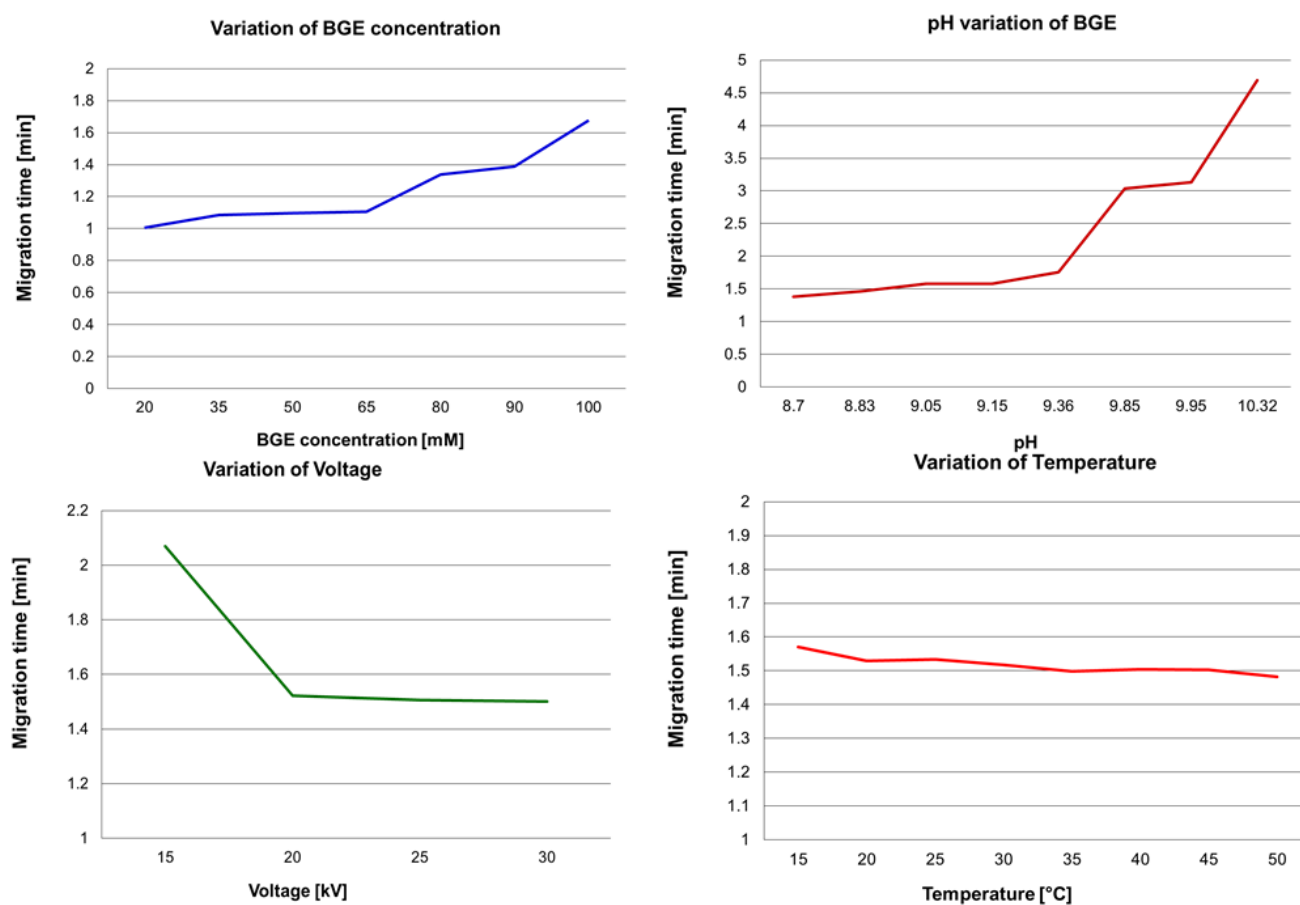 Variation of BGE concentration
Migration time [min]
2
1.8
1.6
1.4
1.2
1
0.8
0.6
0.4
0.2
0
20 35 50 65 80 90 100
BGE concentration [mM]
pH variation of BGE
Migration time [min]
5
4.5
4
3.5
3
2.5
2
1.5
1
0.5
0
8.7 8.83 9.05 9.15 9.36 9.85 9.95 10.32
pH
Variation of Voltage
Migration time [min]
2.2
2
1.8
1.6
1.4
1.2
1
15 20 25 30
Voltage [kV]
Variation of Temperature
Migration time [min]
2
1.9
1.8
1.7
1.6
1.5
1.4
1.3
1.2
1.1
1
15 20 25 30 35 40 45 50
Temperature [°C]